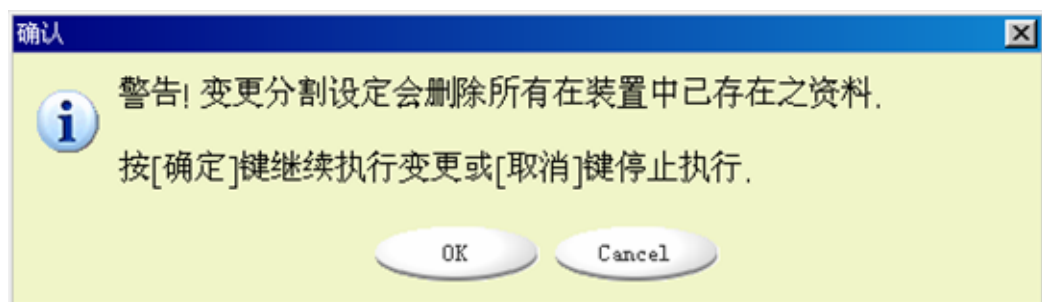 确认
警告! 变更分割设定会删除所有在装置中已存在之资料.
按[确定]键继续执行变更或[取消]键停止执行.
OK Cancel